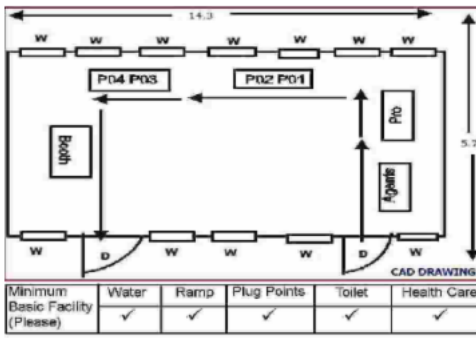 14.3
W W W W W W W
P04 P03
P02 P01
Pro
5.7
Booth
Agents
W D W W W D W
CAD DRAWING
Minimum Basic Facility (Please) Water Ramp Plug Points Toilet Health Care
✓ ✓ ✓ ✓ ✓